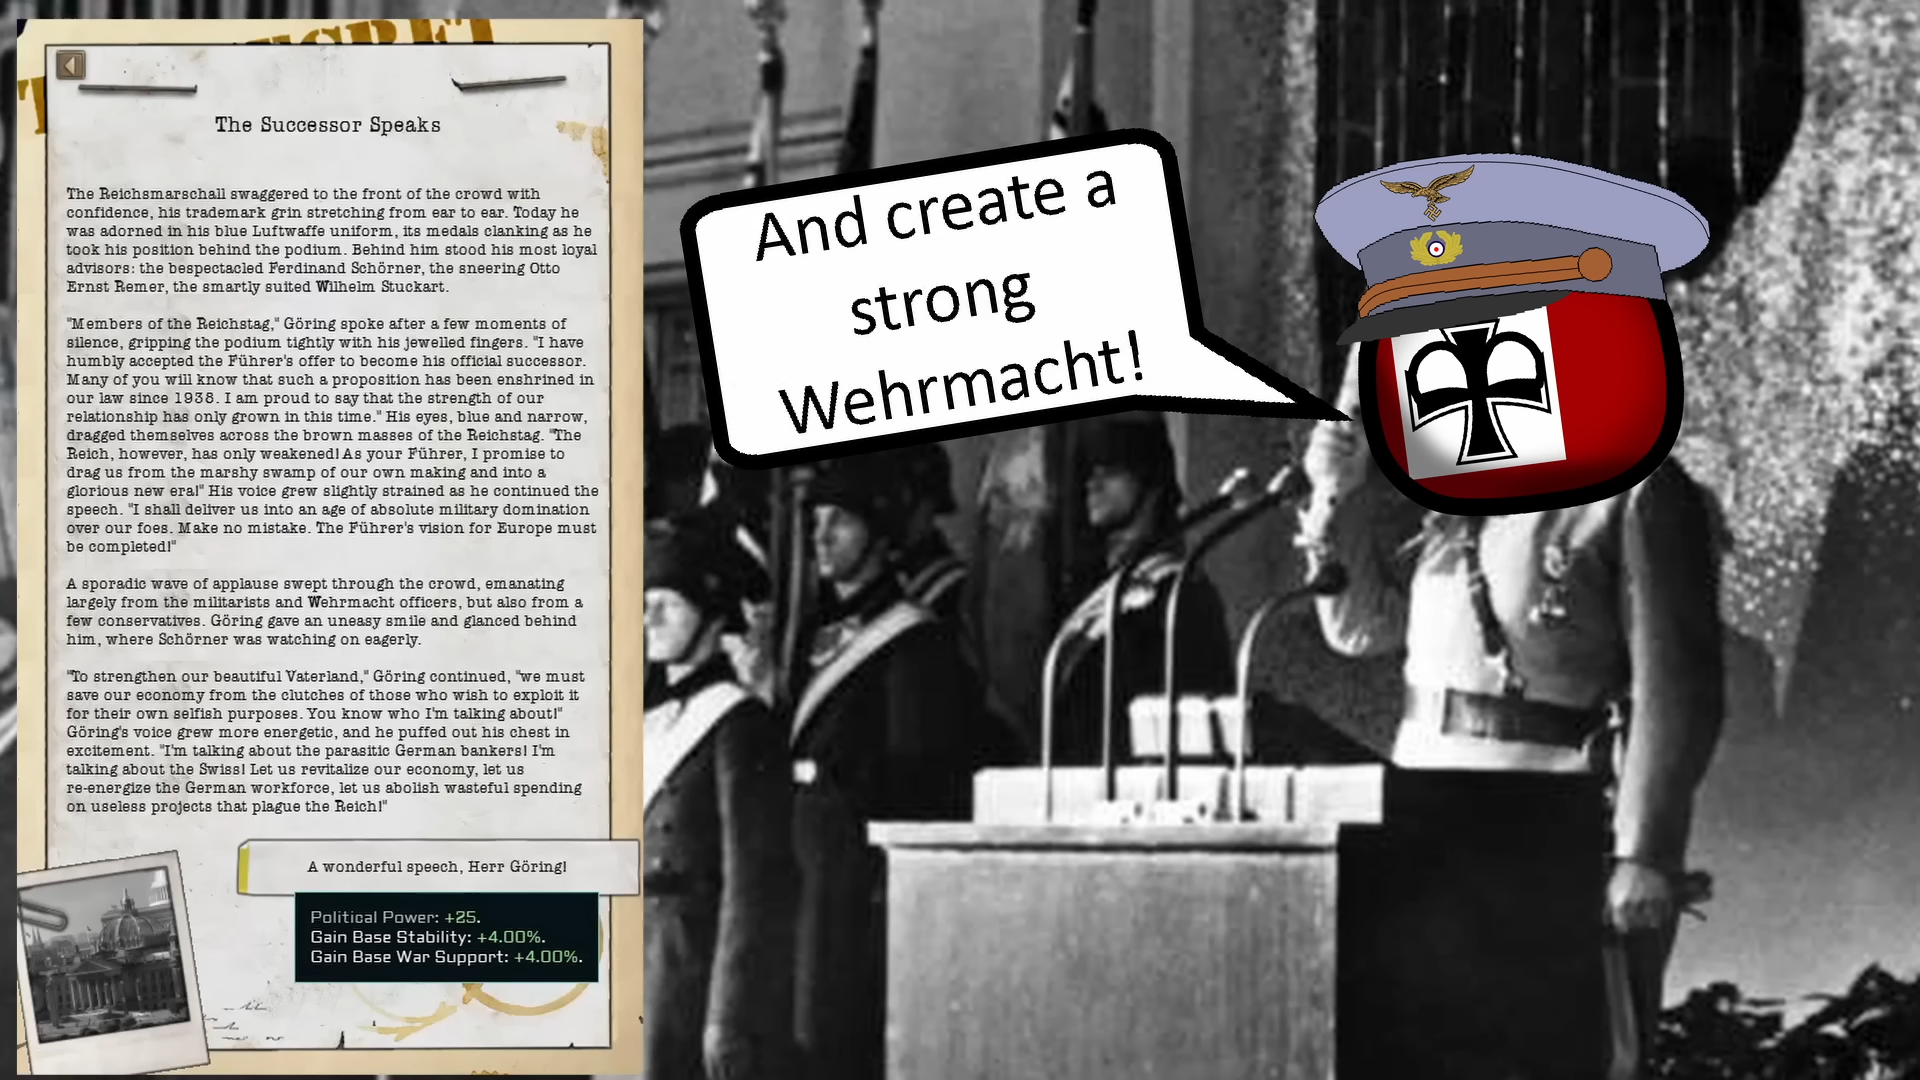 The Successor Speaks
The Reichsmarschall swaggered to the front of the crowd with
confidence, his trademark grin stretching from ear to ear. Today he
was adorned in his blue Luftwaffe uniform, its medals clanking as he
took his position behind the podium. Behind him stood his most loyal
advisors: the bespectacled Ferdinand Schörner, the sneering Otto
Ernst Remer, the smartly suited Wilhelm Stuckart.
"Members of the Reichstag," Göring spoke after a few moments of
silence, gripping the podium tightly with his jewelled fingers. "I have
humbly accepted the Führer's offer to become his official successor.
Many of you will know that such a proposition has been enshrined in
our law since 1938. I am proud to say that the strength of our
relationship has only grown in this time." His eyes, blue and narrow,
dragged themselves across the brown masses of the Reichstag. "The
Reich, however, has only weakened! As your Führer, I promise to
drag us from the marshy swamp of our own making and into a
glorious new era!" His voice grew slightly strained as he continued the
speech. "I shall deliver us into an age of absolute military domination
over our foes. Make no mistake. The Führer's vision for Europe must
be completed!"
A sporadic wave of applause swept through the crowd, emanating
largely from the militarists and Wehrmacht officers, but also from a
few conservatives. Göring gave an uneasy smile and glanced behind
him, where Schörner was watching on eagerly.
"To strengthen our beautiful Vaterland," Göring continued, "we must
save our economy from the clutches of those who wish to exploit it
for their own selfish purposes. You know who I'm talking about!"
Göring's voice grew more energetic, and he puffed out his chest in
excitement. "I'm talking about the parasitic German bankers! I'm
talking about the Swiss! Let us revitalize our economy, let us
re-energize the German workforce, let us abolish wasteful spending
on useless projects that plague the Reich!"
A wonderful speech, Herr Göring!
Political Power: +25.
Gain Base Stability: +4.00%.
Gain Base War Support: +4.00%.
And create a
strong
Wehrmacht!